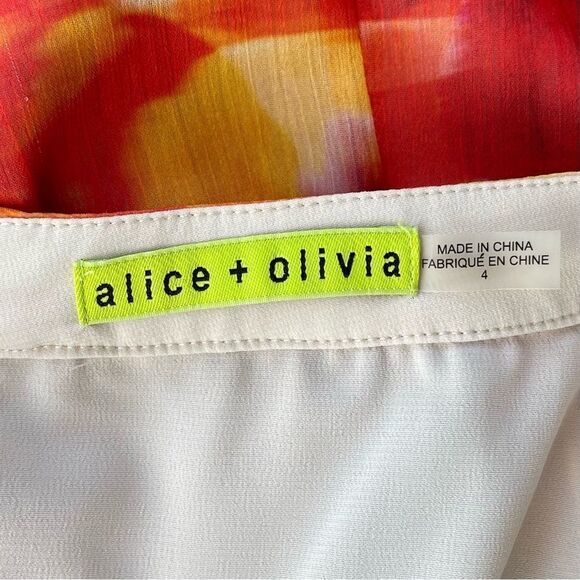 alice + olivia
MADE IN CHINA
FABRIQUÉ EN CHINE
4